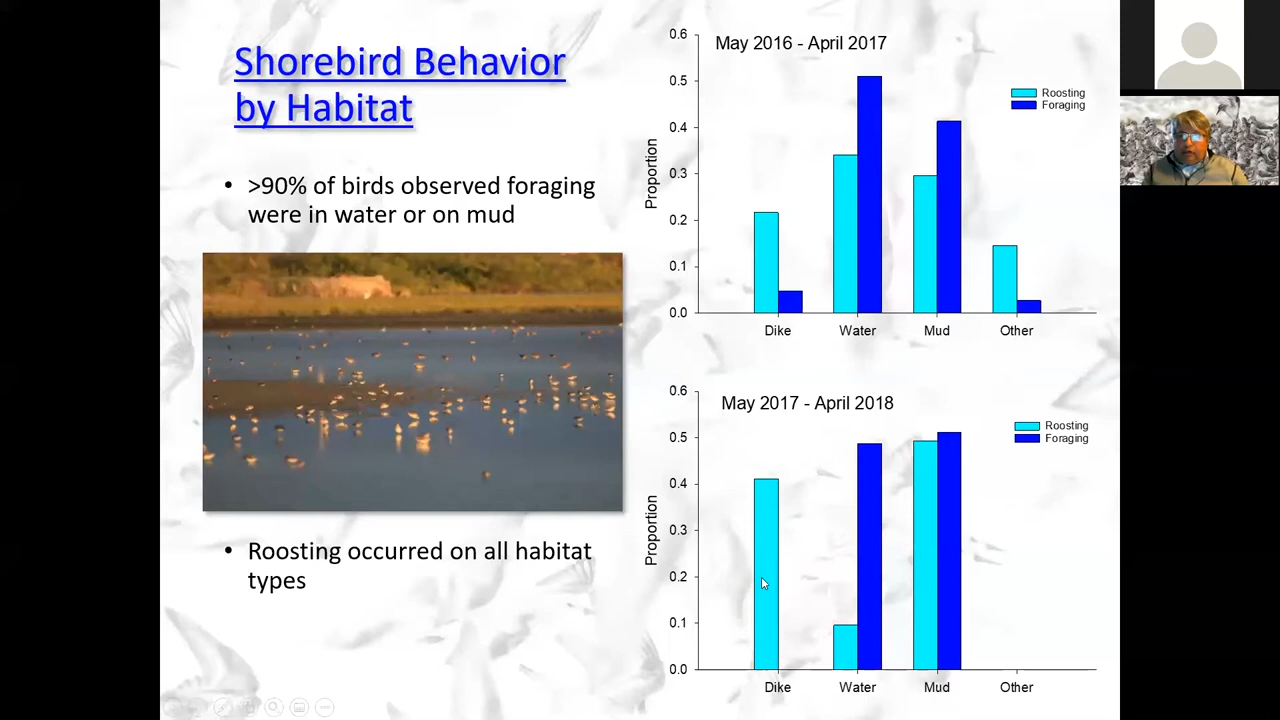 Shorebird Behavior
by Habitat
• >90% of birds observed foraging
were in water or on mud
• Roosting occurred on all habitat
types
May 2016 - April 2017
Roosting
Foraging
Proportion
0.6
0.5
0.4
0.3
0.2
0.1
0.0
Dike Water Mud Other
May 2017 - April 2018
Roosting
Foraging
Proportion
0.6
0.5
0.4
0.3
0.2
0.1
0.0
Dike Water Mud Other